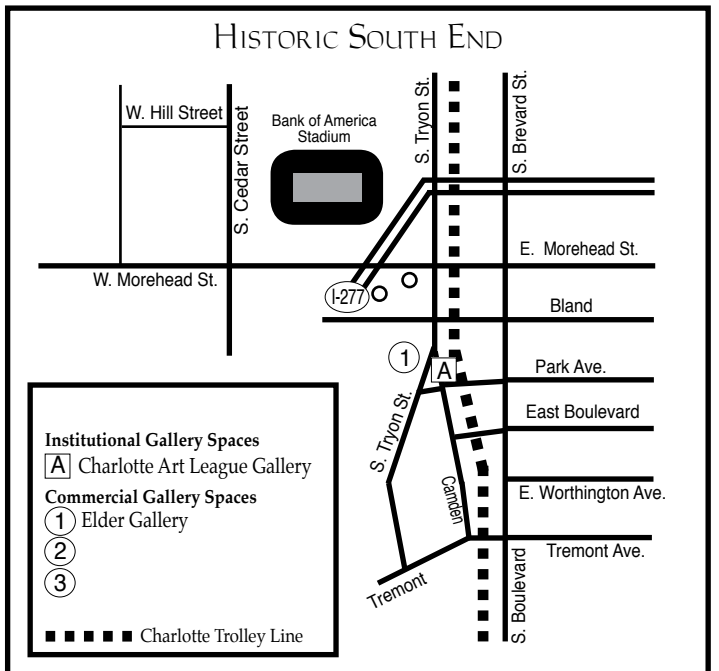 HISTORIC SOUTH END
W. Hill Street
S. Cedar Street
Bank of America
Stadium
S. Tryon St.
S. Brevard St.
W. Morehead St.
E. Morehead St.
I-277
Bland
1
A
Park Ave.
S. Tryon St.
East Boulevard
Camden
E. Worthington Ave.
Tremont Ave.
Tremont
S. Boulevard
Institutional Gallery Spaces
A Charlotte Art League Gallery
Commercial Gallery Spaces
1 Elder Gallery
2
3
Charlotte Trolley Line